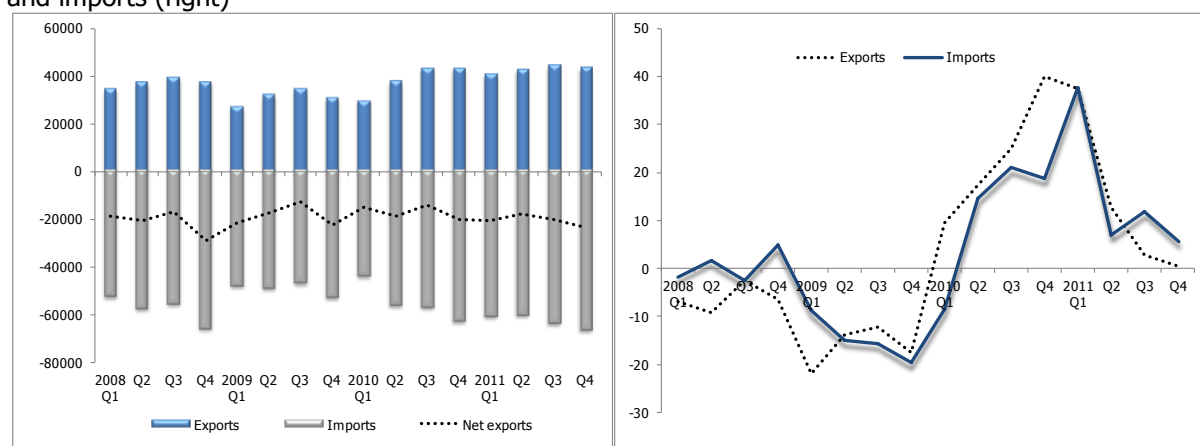 and imports (right)
60000
40000
20000
0
-20000
-40000
-60000
-80000
2008 Q2 Q3 Q4 2009 Q2 Q3 Q4 2010 Q2 Q3 Q4 2011 Q2 Q3 Q4
Q1 Q1 Q1 Q1
Exports Imports Net exports
50
40
30
20
10
0
-10
-20
-30
Exports Imports
2008 Q2 Q3 Q4 2009 Q2 Q3 Q4 2010 Q2 Q3 Q4 2011 Q2 Q3 Q4
Q1 Q1 Q1 Q1